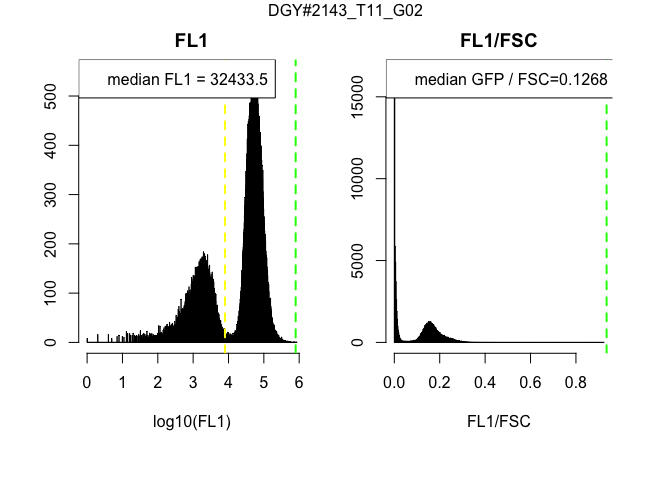 DGY#2143_T11_G02
FL1
median FL1 = 32433.5
0
100
200
300
400
500
0 1 2 3 4 5 6
log10(FL1)
FL1/FSC
median GFP / FSC=0.1268
0
5000
10000
15000
0.0 0.2 0.4 0.6 0.8
FL1/FSC